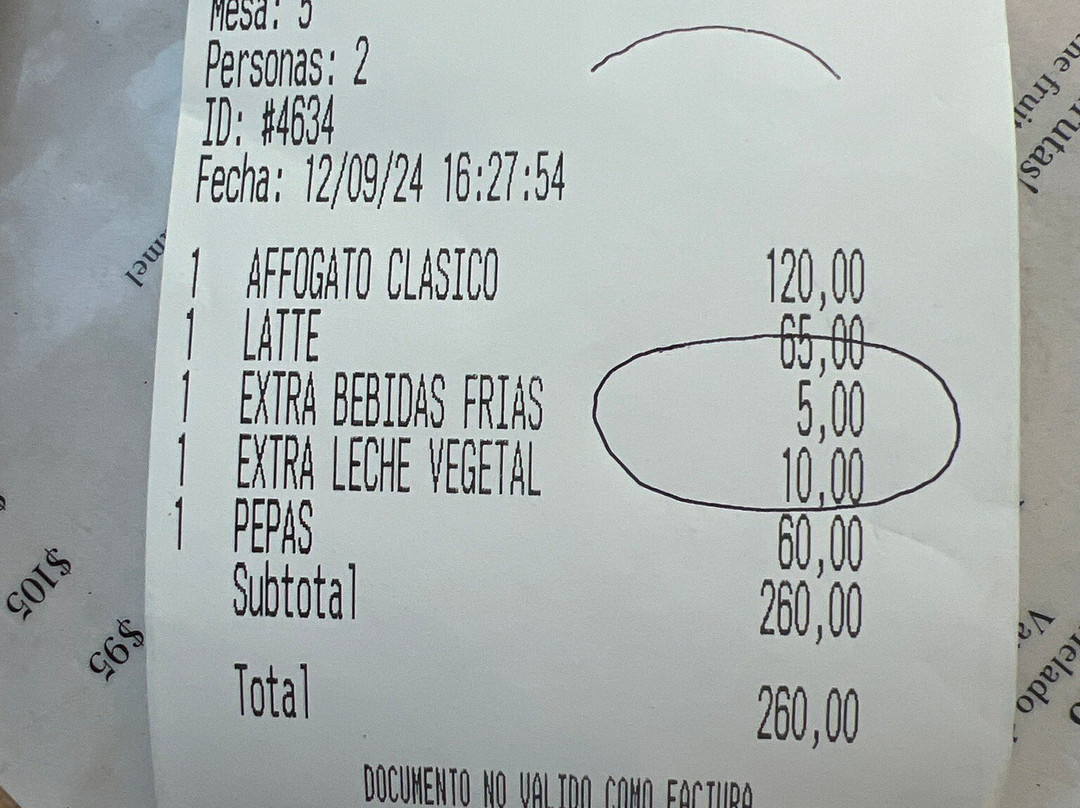 Mesa: 5
Personas: 2
ID: #4634
Fecha: 12/09/24 16:27:54
1 AFFOGATO CLASICO 120,00
1 LATTE 65,00
1 EXTRA BEBIDAS FRIAS 5,00
1 EXTRA LECHE VEGETAL 10,00
1 PEPAS 60,00
Subtotal 260,00
Total 260,00
DOCUMENTO NO VALIDO COMO FACTURA
$105
$95